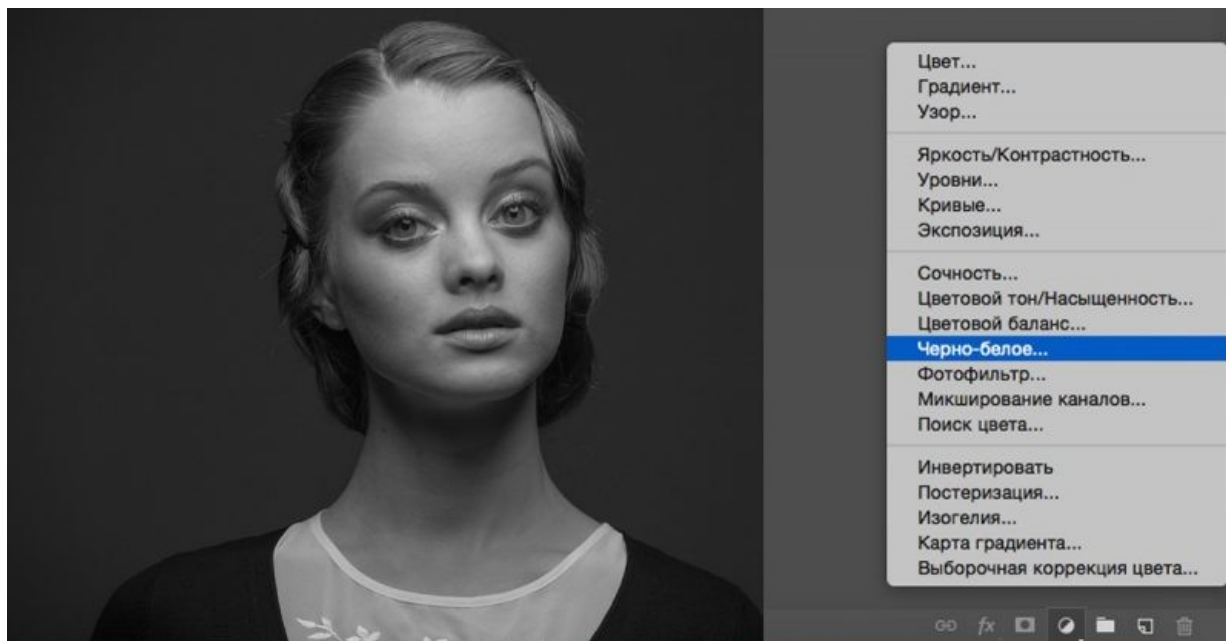 Цвет...
Градиент...
Узор...
Яркость/Контрастность...
Уровни...
Кривые...
Экспозиция...
Сочность...
Цветовой тон/Насыщенность...
Цветовой баланс...
Черно-белое...
Фотофильтр...
Микширование каналов...
Поиск цвета...
Инвертировать
Постеризация...
Изогелия...
Карта градиента...
Выборочная коррекция цвета...
fx